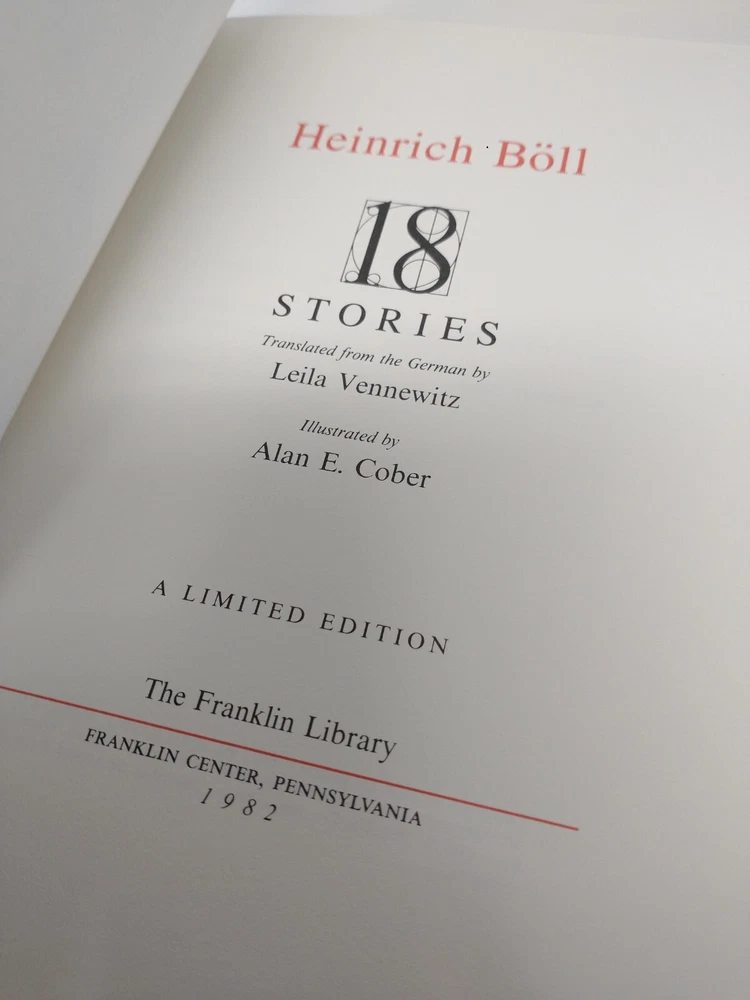 Heinrich Böll
18
STORIES
Translated from the German by
Leila Vennewitz
Illustrated by
Alan E. Cober
A LIMITED EDITION
The Franklin Library
FRANKLIN CENTER, PENNSYLVANIA
1982